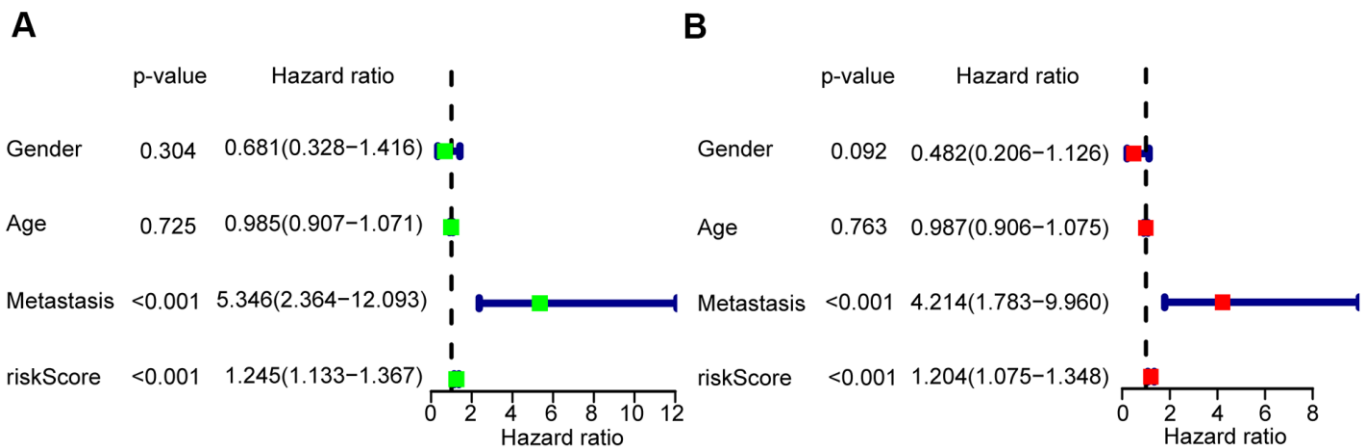 A
p-value Hazard ratio
Gender 0.304 0.681(0.328−1.416)
Age 0.725 0.985(0.907−1.071)
Metastasis <0.001 5.346(2.364−12.093)
riskScore <0.001 1.245(1.133−1.367)
0 2 4 6 8 10 12
Hazard ratio
B
p-value Hazard ratio
Gender 0.092 0.482(0.206−1.126)
Age 0.763 0.987(0.906−1.075)
Metastasis <0.001 4.214(1.783−9.960)
riskScore <0.001 1.204(1.075−1.348)
0 2 4 6 8
Hazard ratio